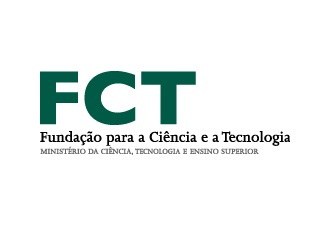 FCT
Fundação para a Ciência e a Tecnologia
MINISTÉRIO DA CIÊNCIA, TECNOLOGIA E ENSINO SUPERIOR